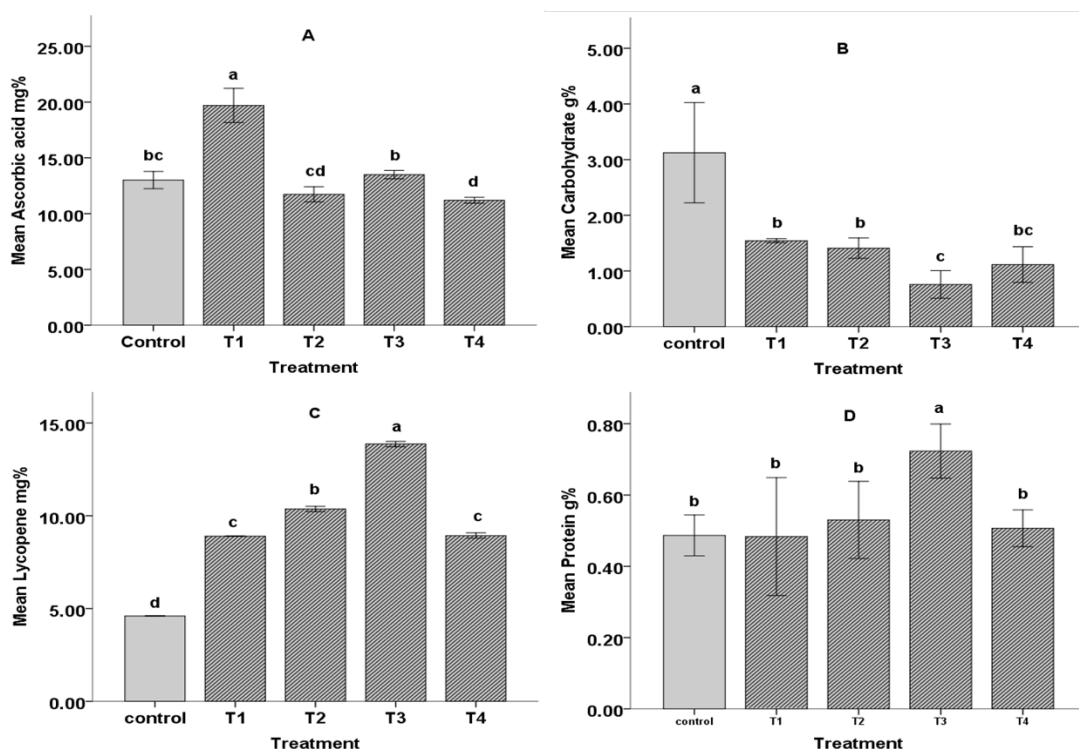 A
Mean Ascorbic acid mg%
25.00
20.00
15.00
10.00
5.00
0.00
bc
a
cd
b
d
Control T1 T2 T3 T4
Treatment
B
Mean Carbohydrate g%
5.00
4.00
3.00
2.00
1.00
0.00
a
b
b
c
bc
control T1 T2 T3 T4
Treatment
C
Mean Lycopene mg%
15.00
10.00
5.00
0.00
d
c
b
a
c
control T1 T2 T3 T4
Treatment
D
Mean Protein g%
0.80
0.60
0.40
0.20
0.00
b
b
b
a
b
control T1 T2 T3 T4
Treatment